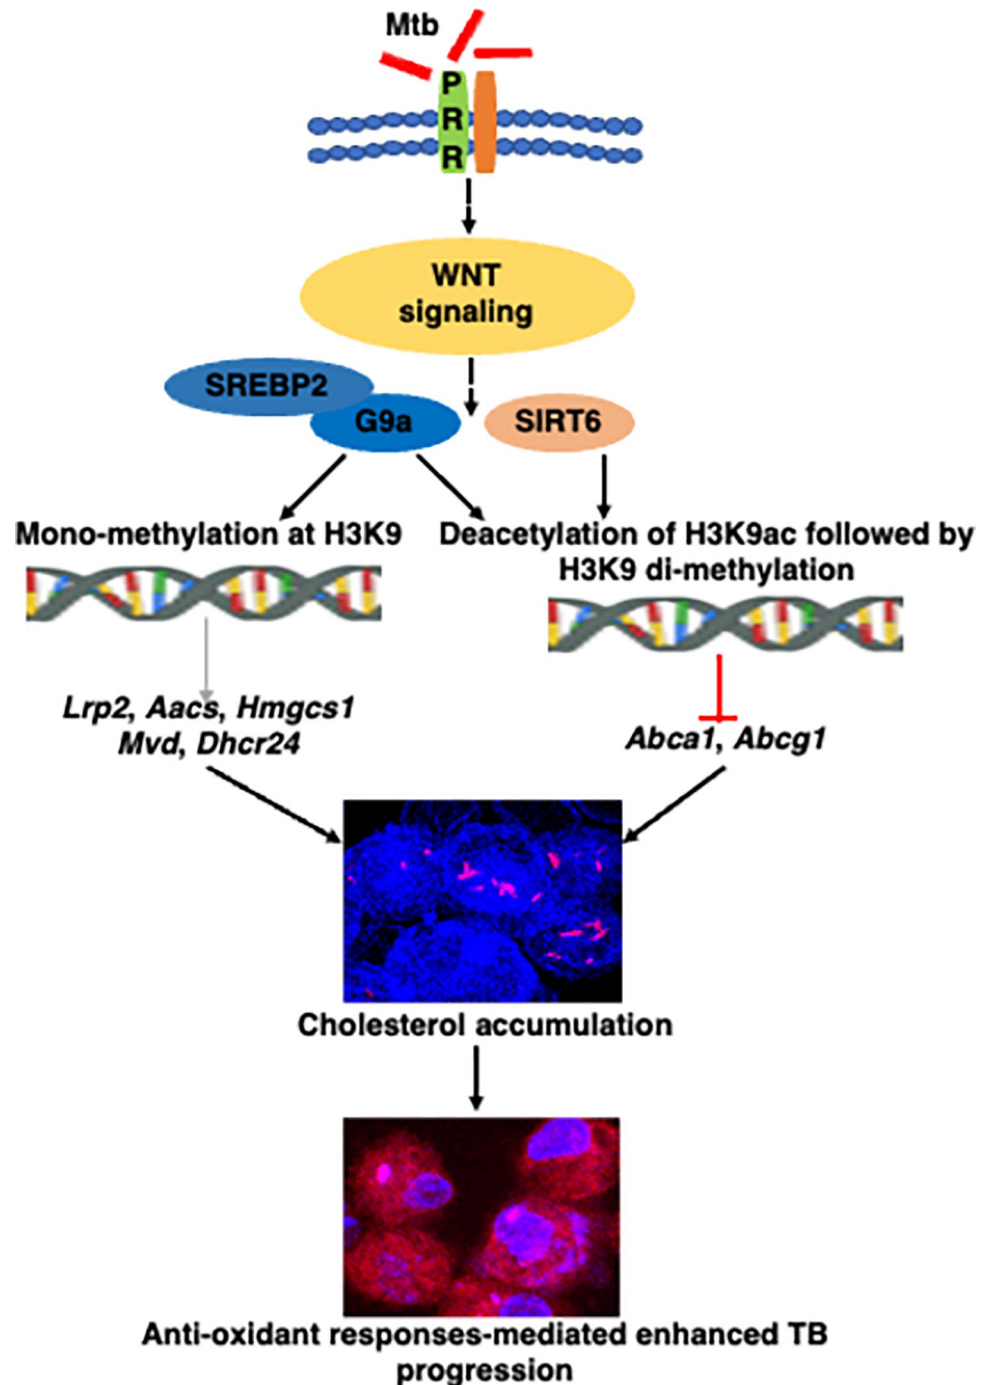 Mtb
P
R
R
WNT
signaling
SREBP2
G9a
SIRT6
Mono-methylation at H3K9
Deacetylation of H3K9ac followed by
H3K9 di-methylation
Lrp2, Aacs, Hmgcs1
Mvd, Dhcr24
Abca1, Abcg1
Cholesterol accumulation
Anti-oxidant responses-mediated enhanced TB
progression